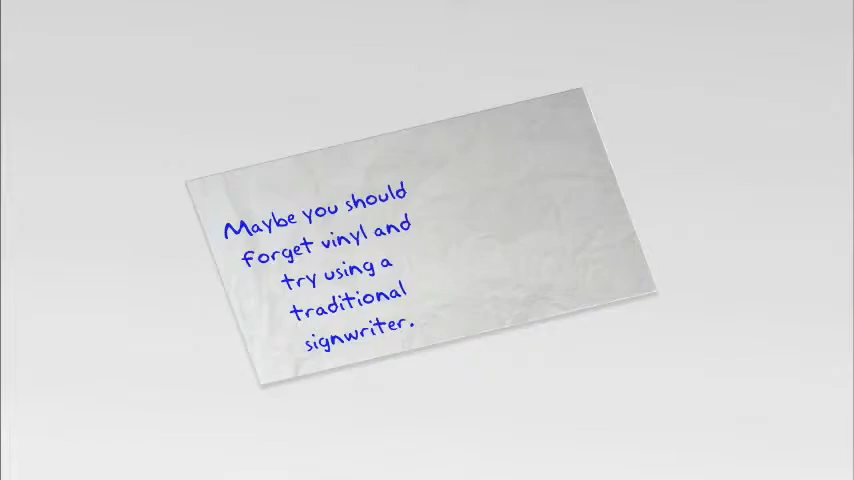 Maybe you should
forget vinyl and
try using a
traditional
signwriter.